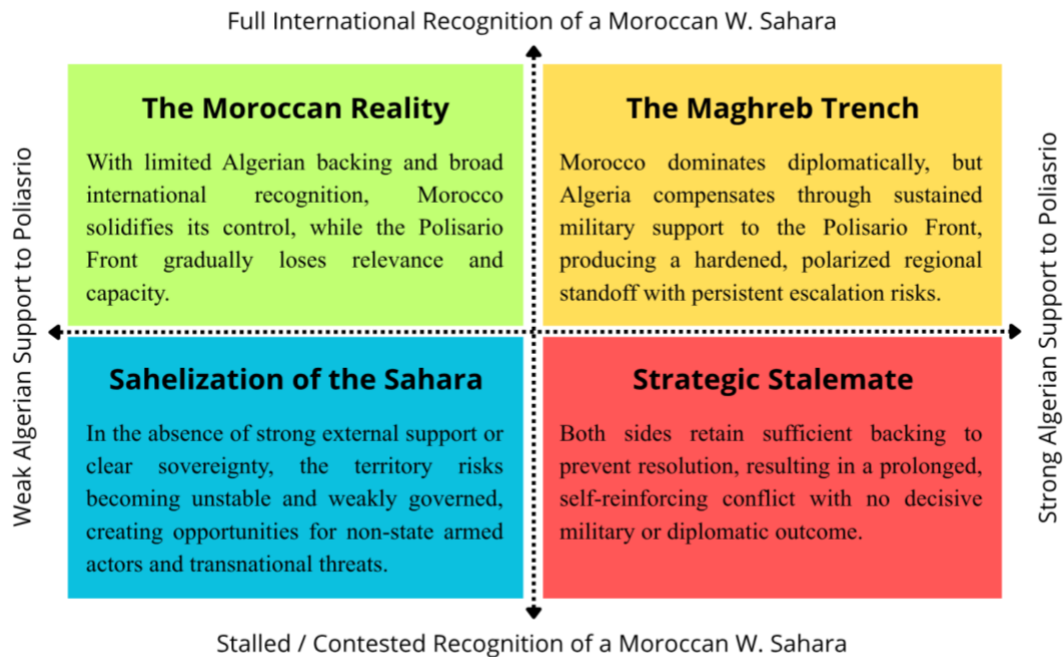 Full International Recognition of a Moroccan W. Sahara
The Moroccan Reality
With limited Algerian backing and broad
international recognition, Morocco
solidifies its control, while the Polisario
Front gradually loses relevance and
capacity.
The Maghreb Trench
Morocco dominates diplomatically, but
Algeria compensates through sustained
military support to the Polisario Front,
producing a hardened, polarized regional
standoff with persistent escalation risks.
Weak Algerian Support to Poliasrio
Strong Algerian Support to Poliasrio
Sahelization of the Sahara
In the absence of strong external support or
clear sovereignty, the territory risks
becoming unstable and weakly governed,
creating opportunities for non-state armed
actors and transnational threats.
Strategic Stalemate
Both sides retain sufficient backing to
prevent resolution, resulting in a prolonged,
self-reinforcing conflict with no decisive
military or diplomatic outcome.
Stalled / Contested Recognition of a Moroccan W. Sahara